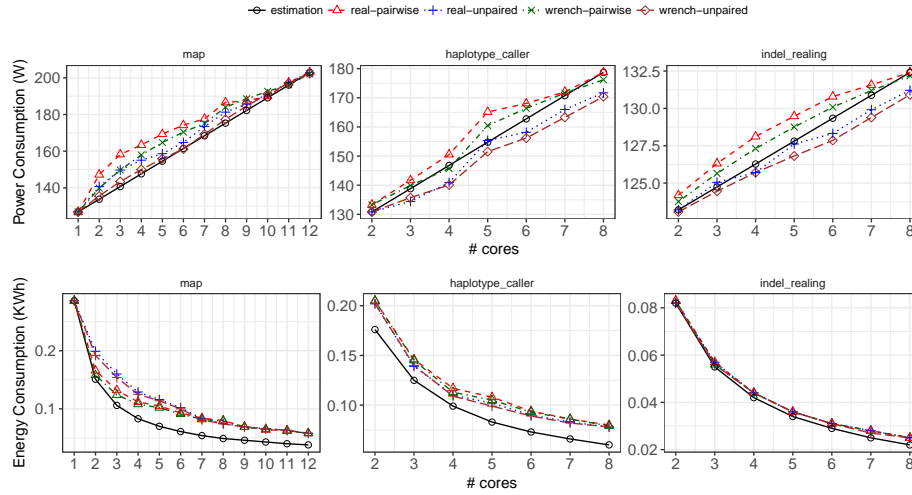 estimation real-pairwise real-unpaired wrench-pairwise wrench-unpaired
map haplotype_caller indel_realing
Power Consumption (W)
200
180
160
140
1 2 3 4 5 6 7 8 9 10 11 12
180
170
160
150
140
130
2 3 4 5 6 7 8
132.5
130.0
127.5
125.0
2 3 4 5 6 7 8
# cores # cores # cores
map haplotype_caller indel_realing
Energy Consumption (KWh)
0.2
0.1
1 2 3 4 5 6 7 8 9 10 11 12
0.20
0.15
0.10
2 3 4 5 6 7 8
0.08
0.06
0.04
0.02
2 3 4 5 6 7 8
# cores # cores # cores